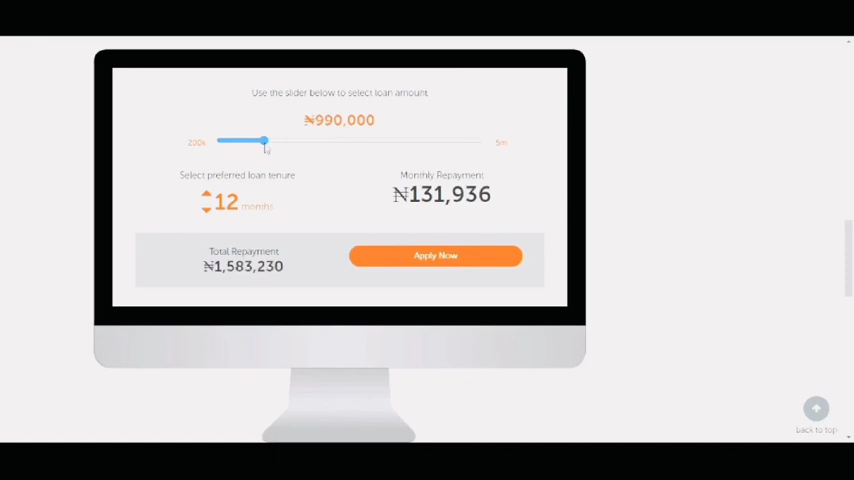 Use the slider below to select loan amount
₦990,000
200k
5m
Select preferred loan tenure
12 months
Monthly Repayment
₦131,936
Total Repayment
₦1,583,230
Apply Now
Back to top